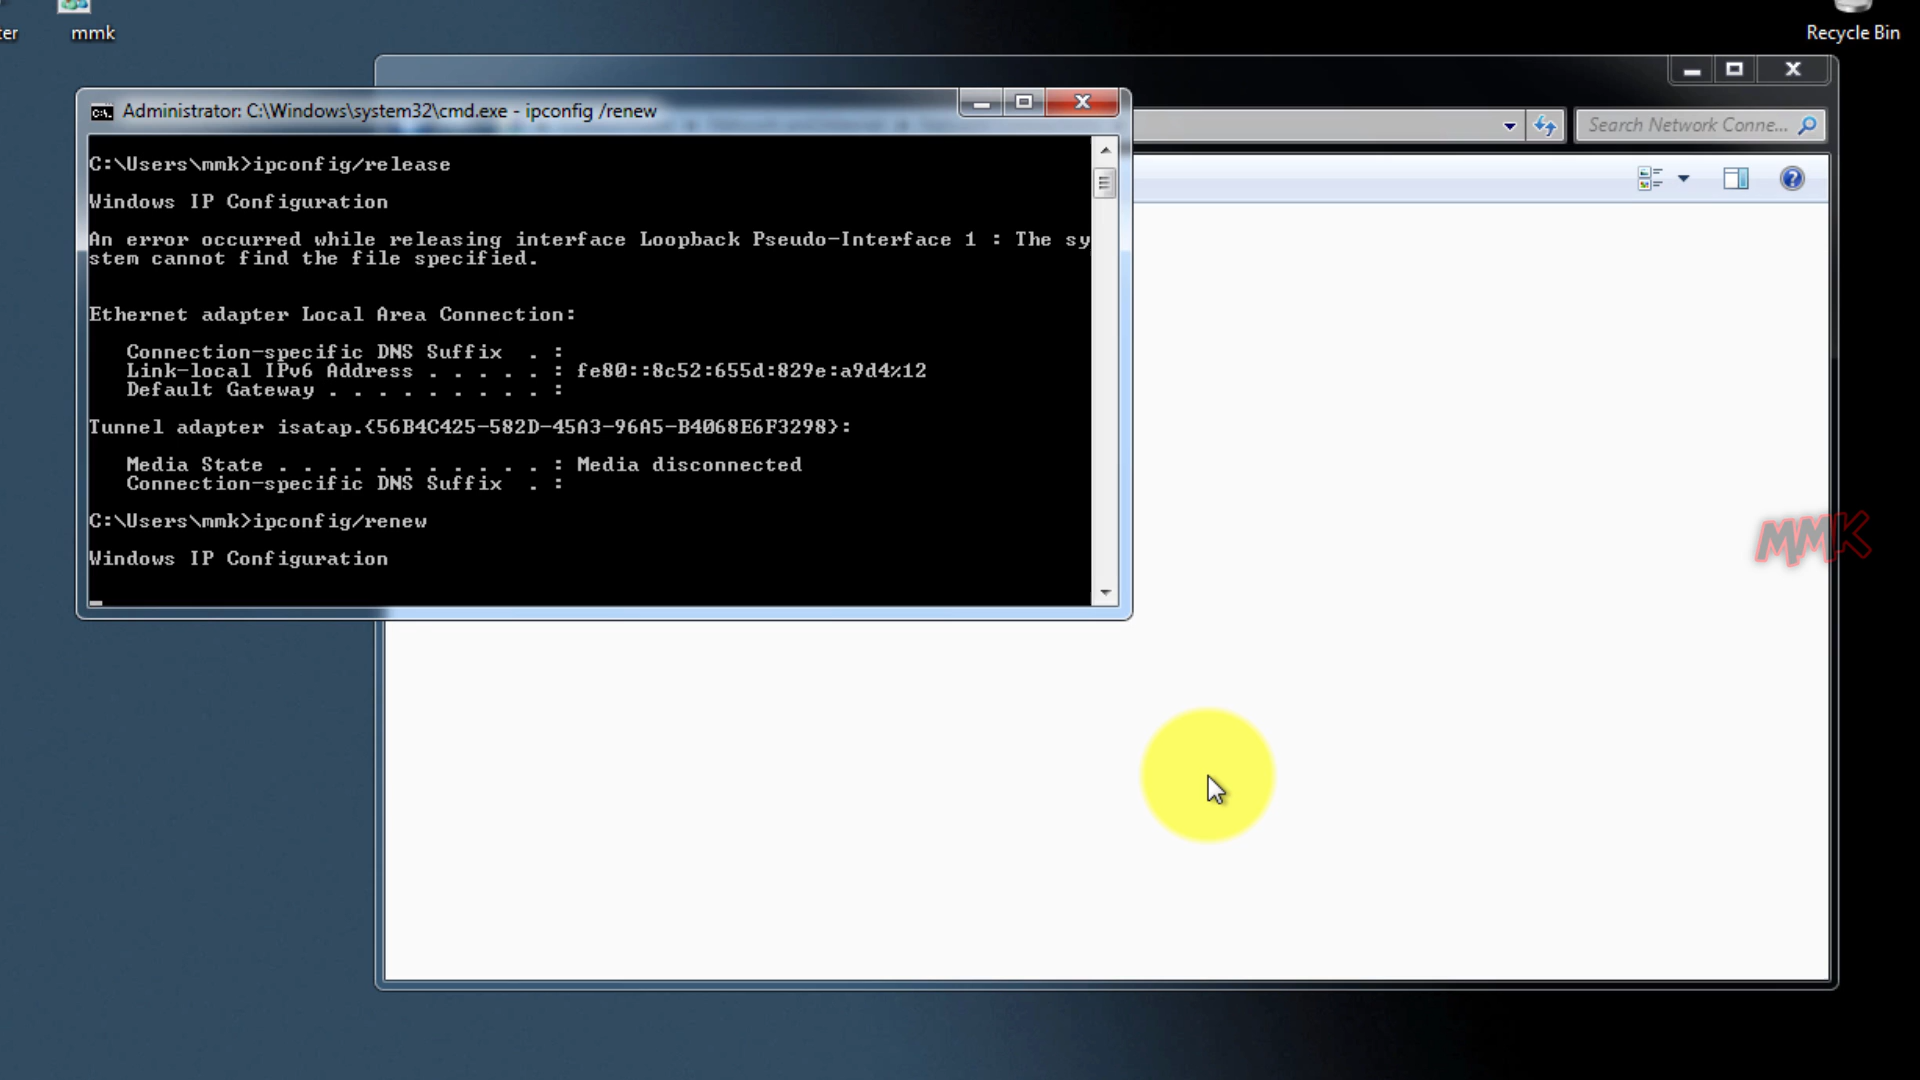 ter
mmk
Recycle Bin
Administrator: C:\Windows\system32\cmd.exe - ipconfig /renew
Search Network Conne...
C:\Users\mmk>ipconfig/release
Windows IP Configuration
An error occurred while releasing interface Loopback Pseudo-Interface 1 : The sy
stem cannot find the file specified.
Ethernet adapter Local Area Connection:
Connection-specific DNS Suffix  . :
Link-local IPv6 Address . . . . . : fe80::8c52:655d:829e:a9d4%12
Default Gateway . . . . . . . . . :
Tunnel adapter isatap.{56B4C425-582D-45A3-96A5-B4068E6F3298}:
Media State . . . . . . . . . . . : Media disconnected
Connection-specific DNS Suffix  . :
C:\Users\mmk>ipconfig/renew
Windows IP Configuration
MMK